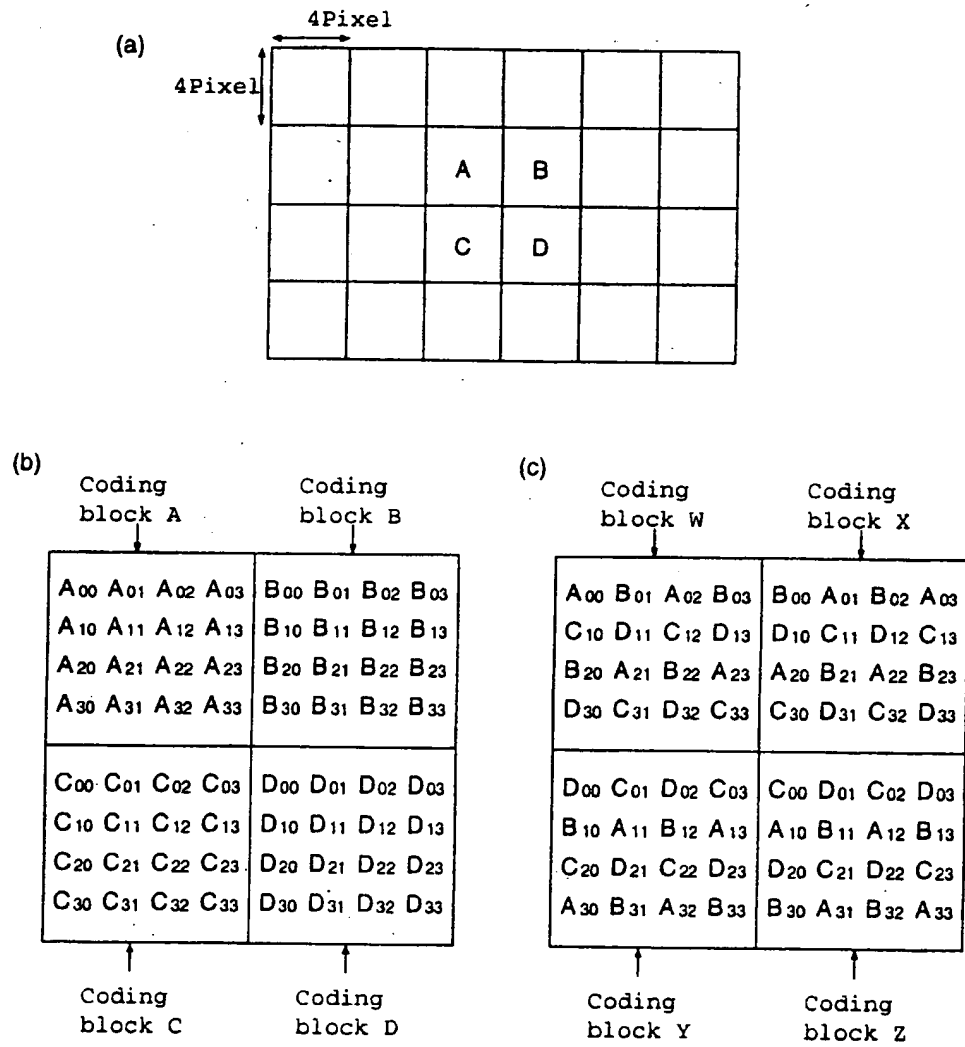 (a)
4Pixel
4Pixel
A B
C D
(b)
Coding block A
Coding block B
A00 A01 A02 A03 B00 B01 B02 B03
A10 A11 A12 A13 B10 B11 B12 B13
A20 A21 A22 A23 B20 B21 B22 B23
A30 A31 A32 A33 B30 B31 B32 B33
C00 C01 C02 C03 D00 D01 D02 D03
C10 C11 C12 C13 D10 D11 D12 D13
C20 C21 C22 C23 D20 D21 D22 D23
C30 C31 C32 C33 D30 D31 D32 D33
Coding block C
Coding block D
(c)
Coding block W
Coding block X
A00 B01 A02 B03 B00 A01 B02 A03
C10 D11 C12 D13 D10 C11 D12 C13
B20 A21 B22 A23 A20 B21 A22 B23
D30 C31 D32 C33 C30 D31 C32 D33
D00 C01 D02 C03 C00 D01 C02 D03
B10 A11 B12 A13 A10 B11 A12 B13
C20 D21 C22 D23 D20 C21 D22 C23
A30 B31 A32 B33 B30 A31 B32 A33
Coding block Y
Coding block Z